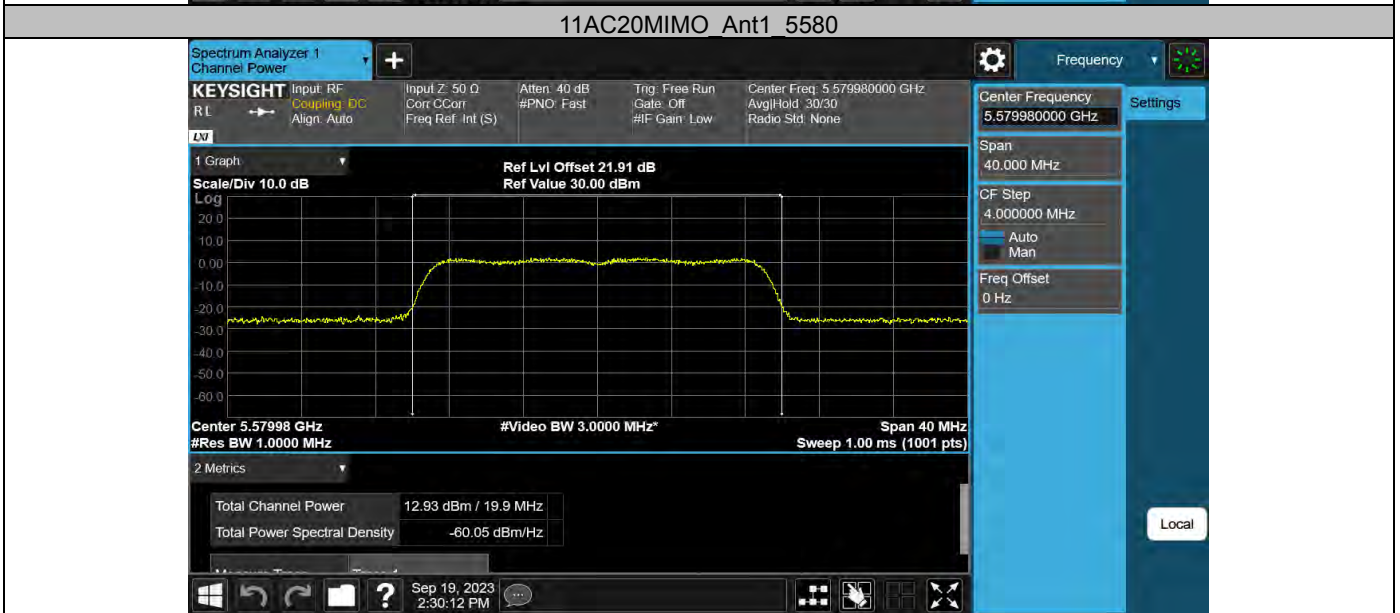 11AC20MIMO_Ant1_5580
Spectrum Analyzer 1
Channel Power
Frequency
KEYSIGHT
Input: RF
Coupling: DC
Align: Auto
Input Z: 50 Ω
Corr CCorr
Freq Ref: Int (S)
Atten: 40 dB
#PNO: Fast
Trig: Free Run
Gate: Off
#IF Gain: Low
Center Freq: 5.579980000 GHz
Avg|Hold: 30/30
Radio Std: None
RL
LXI
Center Frequency
5.579980000 GHz
Settings
Span
40.000 MHz
CF Step
4.000000 MHz
Auto
Man
Freq Offset
0 Hz
Local
1 Graph
Scale/Div 10.0 dB
Ref Lvl Offset 21.91 dB
Ref Value 30.00 dBm
Log
20.0
10.0
0.00
-10.0
-20.0
-30.0
-40.0
-50.0
-60.0
Center 5.57998 GHz
#Res BW 1.0000 MHz
#Video BW 3.0000 MHz*
Span 40 MHz
Sweep 1.00 ms (1001 pts)
2 Metrics
Total Channel Power 12.93 dBm / 19.9 MHz
Total Power Spectral Density -60.05 dBm/Hz
?
Sep 19, 2023
2:30:12 PM